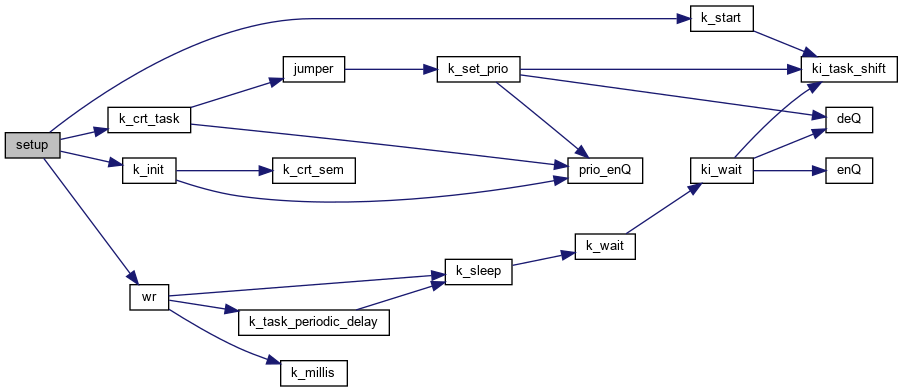 k_start
jumper
k_set_prio
ki_task_shift
k_crt_task
deQ
setup
k_init
k_crt_sem
prio_enQ
ki_wait
enQ
k_wait
k_sleep
wr
k_task_periodic_delay
k_millis